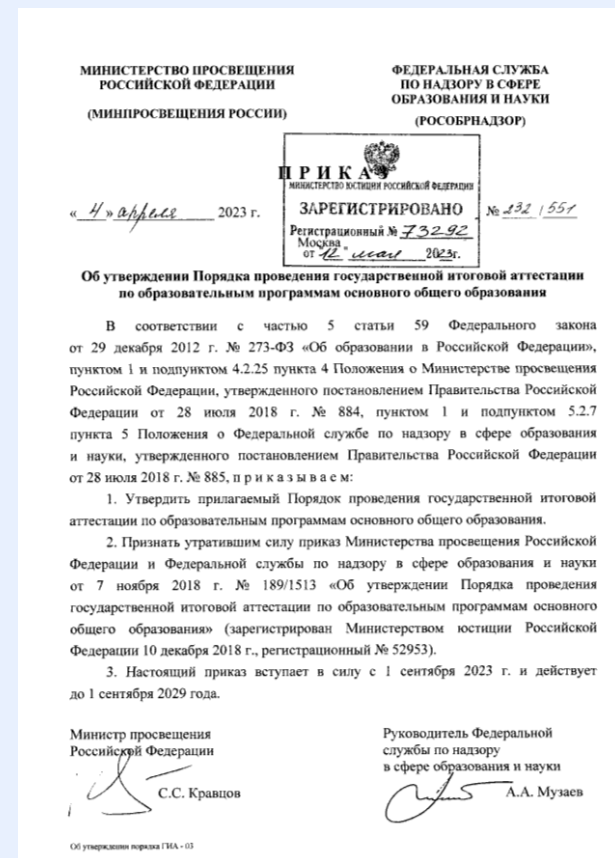 МИНИСТЕРСТВО ПРОСВЕЩЕНИЯ
РОССИЙСКОЙ ФЕДЕРАЦИИ
(МИНПРОСВЕЩЕНИЯ РОССИИ)
ФЕДЕРАЛЬНАЯ СЛУЖБА
ПО НАДЗОРУ В СФЕРЕ
ОБРАЗОВАНИЯ И НАУКИ
(РОСОБРНАДЗОР)
ПРИКАЗ
МИНИСТЕРСТВО ЮСТИЦИИ РОССИЙСКОЙ ФЕДЕРАЦИИ
ЗАРЕГИСТРИРОВАНО
Регистрационный № 73292
от "12" мая 2023г.
« 4 » апреля 2023 г.
Москва
№ 232 / 551
Об утверждении Порядка проведения государственной итоговой аттестации
по образовательным программам основного общего образования
В соответствии с частью 5 статьи 59 Федерального закона
от 29 декабря 2012 г. № 273-ФЗ «Об образовании в Российской Федерации»,
пунктом 1 и подпунктом 4.2.25 пункта 4 Положения о Министерстве просвещения
Российской Федерации, утвержденного постановлением Правительства Российской
Федерации от 28 июля 2018 г. № 884, пунктом 1 и подпунктом 5.2.7
пункта 5 Положения о Федеральной службе по надзору в сфере образования
и науки, утвержденного постановлением Правительства Российской Федерации
от 28 июля 2018 г. № 885, п р и к а з ы в а е м:
1. Утвердить прилагаемый Порядок проведения государственной итоговой
аттестации по образовательным программам основного общего образования.
2. Признать утратившим силу приказ Министерства просвещения Российской
Федерации и Федеральной службы по надзору в сфере образования и науки
от 7 ноября 2018 г. № 189/1513 «Об утверждении Порядка проведения
государственной итоговой аттестации по образовательным программам основного
общего образования» (зарегистрирован Министерством юстиции Российской
Федерации 10 декабря 2018 г., регистрационный № 52953).
3. Настоящий приказ вступает в силу с 1 сентября 2023 г. и действует
до 1 сентября 2029 года.
Министр просвещения
Российской Федерации
С.С. Кравцов
Руководитель Федеральной
службы по надзору
в сфере образования и науки
А.А. Музаев
Об утверждении порядка ГИА - 03